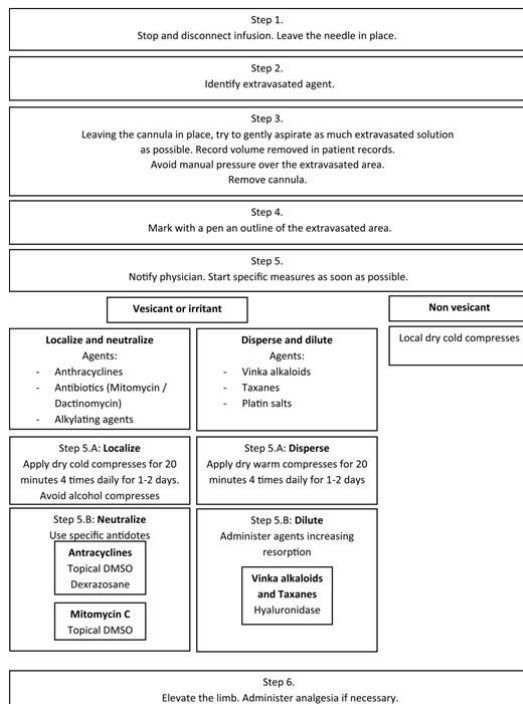 Step 1.
Stop and disconnect infusion. Leave the needle in place.
Step 2.
Identify extravasated agent.
Step 3.
Leaving the cannula in place, try to gently aspirate as much extravasated solution
as possible. Record volume removed in patient records.
Avoid manual pressure over the extravasated area.
Remove cannula.
Step 4.
Mark with a pen an outline of the extravasated area.
Step 5.
Notify physician. Start specific measures as soon as possible.
Vesicant or irritant
Localize and neutralize
Agents:
- Anthracyclines
- Antibiotics (Mitomycin /
Dactinomycin)
- Alkylating agents
Step 5.A: Localize
Apply dry cold compresses for 20
minutes 4 times daily for 1-2 days.
Avoid alcohol compresses
Step 5.B: Neutralize
Use specific antidotes
Antracyclines
Topical DMSO
Dexrazosane
Mitomycin C
Topical DMSO
Disperse and dilute
Agents:
- Vinka alkaloids
- Taxanes
- Platin salts
Step 5.A: Disperse
Apply dry warm compresses for 20
minutes 4 times daily for 1-2 days
Step 5.B: Dilute
Administer agents increasing
resorption
Vinka alkaloids
and Taxanes
Hyaluronidase
Non vesicant
Local dry cold compresses
Step 6.
Elevate the limb. Administer analgesia if necessary.